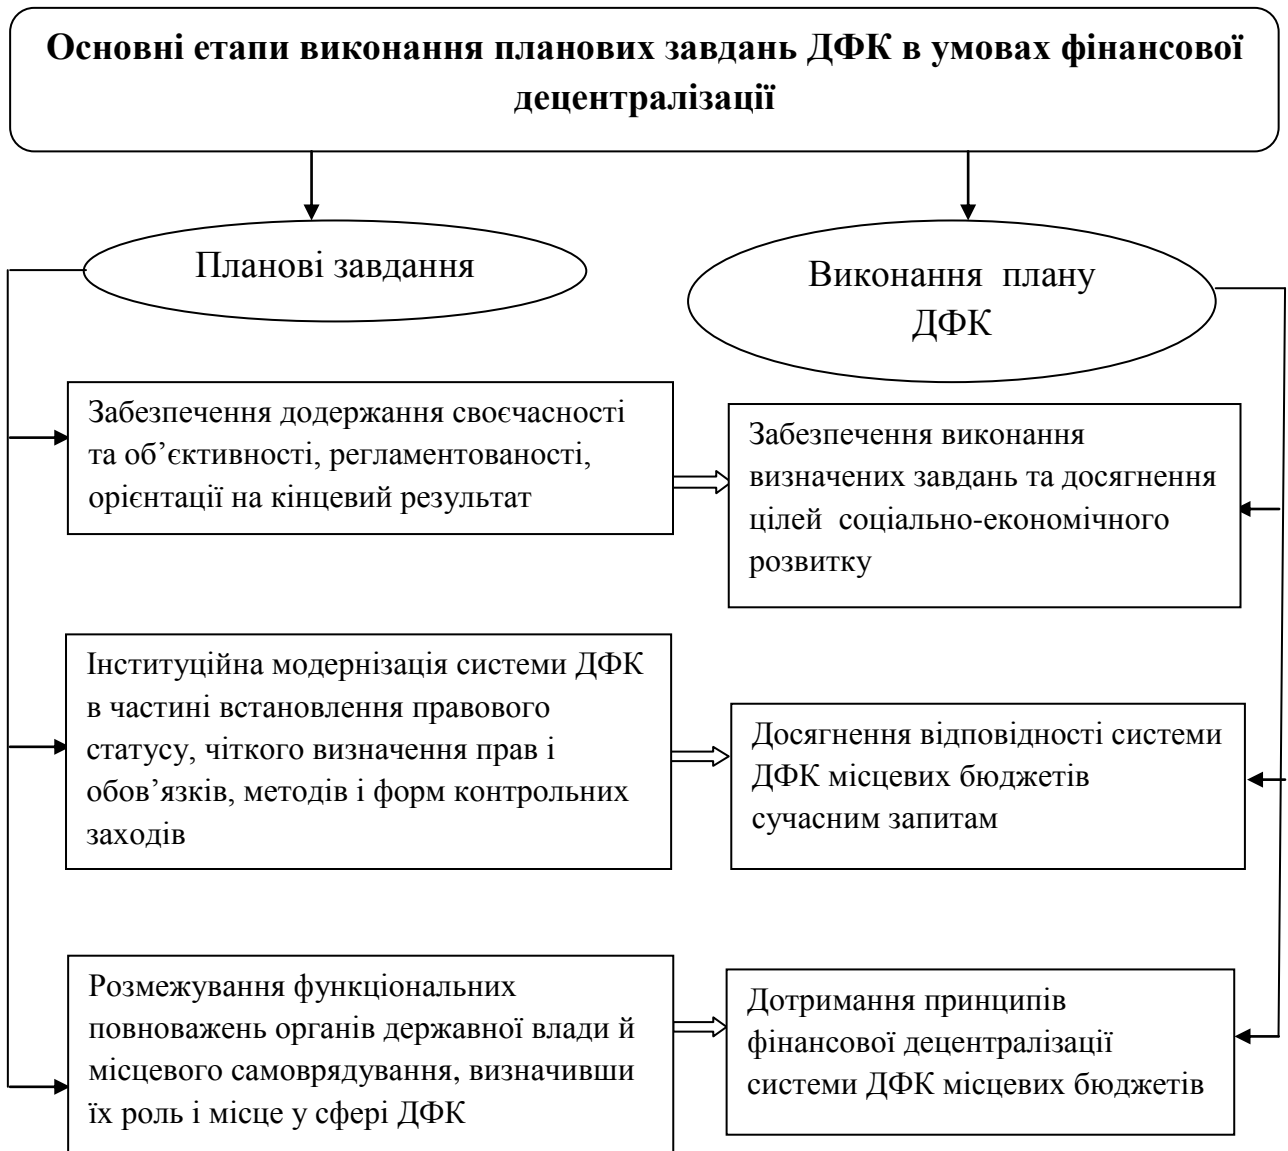 Основні етапи виконання планових завдань ДФК в умовах фінансової
децентралізації
Планові завдання
Виконання плану
ДФК
Забезпечення додержання своєчасності
та об’єктивності, регламентованості,
орієнтації на кінцевий результат
Забезпечення виконання
визначених завдань та досягнення
цілей соціально-економічного
розвитку
Інституційна модернізація системи ДФК
в частині встановлення правового
статусу, чіткого визначення прав і
обов’язків, методів і форм контрольних
заходів
Досягнення відповідності системи
ДФК місцевих бюджетів
сучасним запитам
Розмежування функціональних
повноважень органів державної влади й
місцевого самоврядування, визначивши
їх роль і місце у сфері ДФК
Дотримання принципів
фінансової децентралізації
системи ДФК місцевих бюджетів